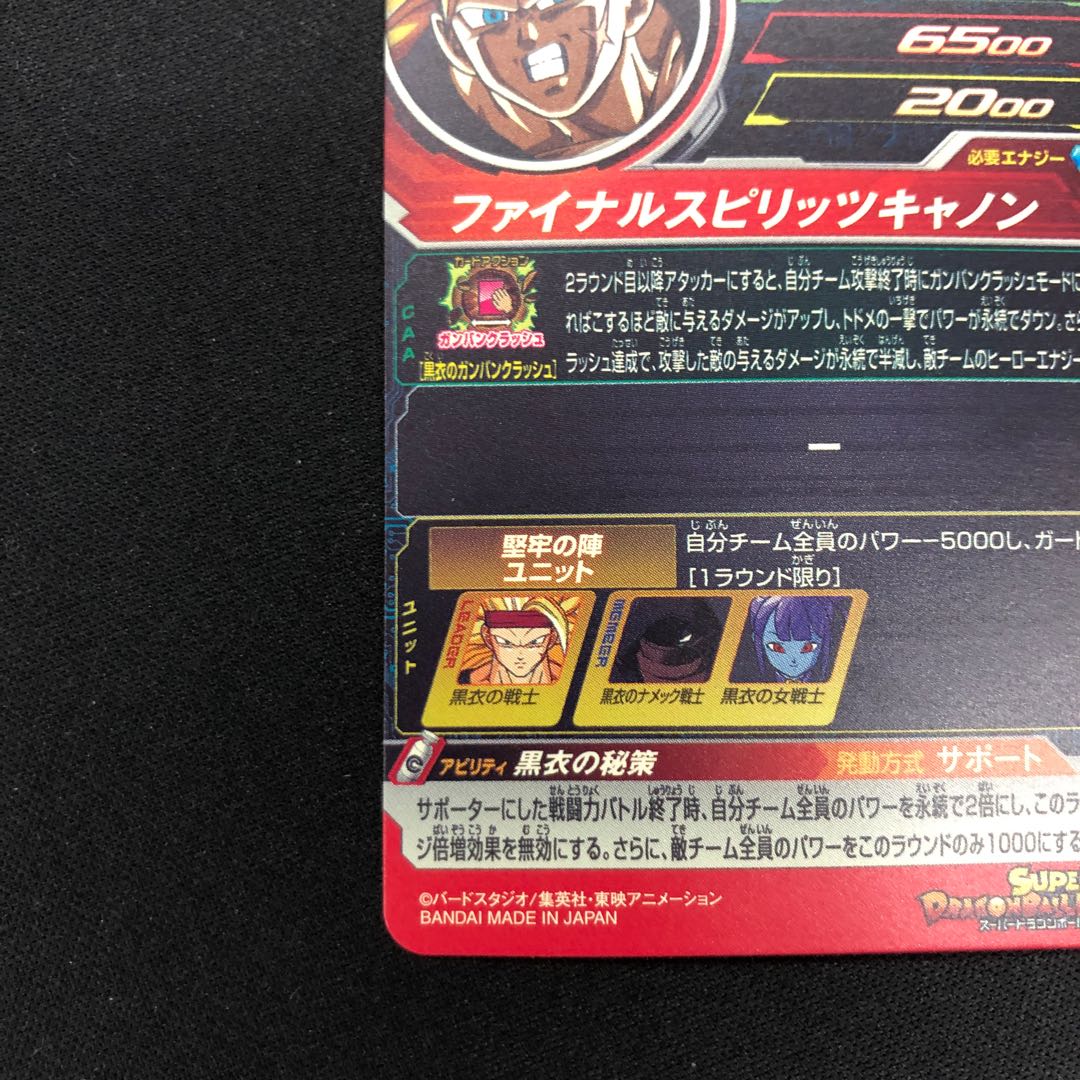 6500
2000
必要エナジー
ファイナルスピリッツキャノン
カードアクション
ガンバンクラッシュ
[黒衣のガンバンクラッシュ]
CAA
2ラウンド目以降アタッカーにすると、自分チーム攻撃終了時にガンバンクラッシュモードに
ればこするほど敵に与えるダメージがアップし、トドメの一撃でパワーが永続でダウン。さら
ラッシュ達成で、攻撃した敵の与えるダメージが永続で半減し、敵チームのヒーローエナジー
ー
ユニット
堅牢の陣
ユニット
自分チーム全員のパワー−5000し、ガード
[1ラウンド限り]
LEADER
黒衣の戦士
MEMBER
黒衣のナメック戦士
黒衣の女戦士
アビリティ 黒衣の秘策
発動方式 サポート
サポーターにした戦闘力バトル終了時、自分チーム全員のパワーを永続で2倍にし、このラ
ジ倍増効果を無効にする。さらに、敵チーム全員のパワーをこのラウンドのみ1000にする
©バードスタジオ/集英社・東映アニメーション
BANDAI MADE IN JAPAN
SUPE
DRAGONBALL
スーパードラゴンボー